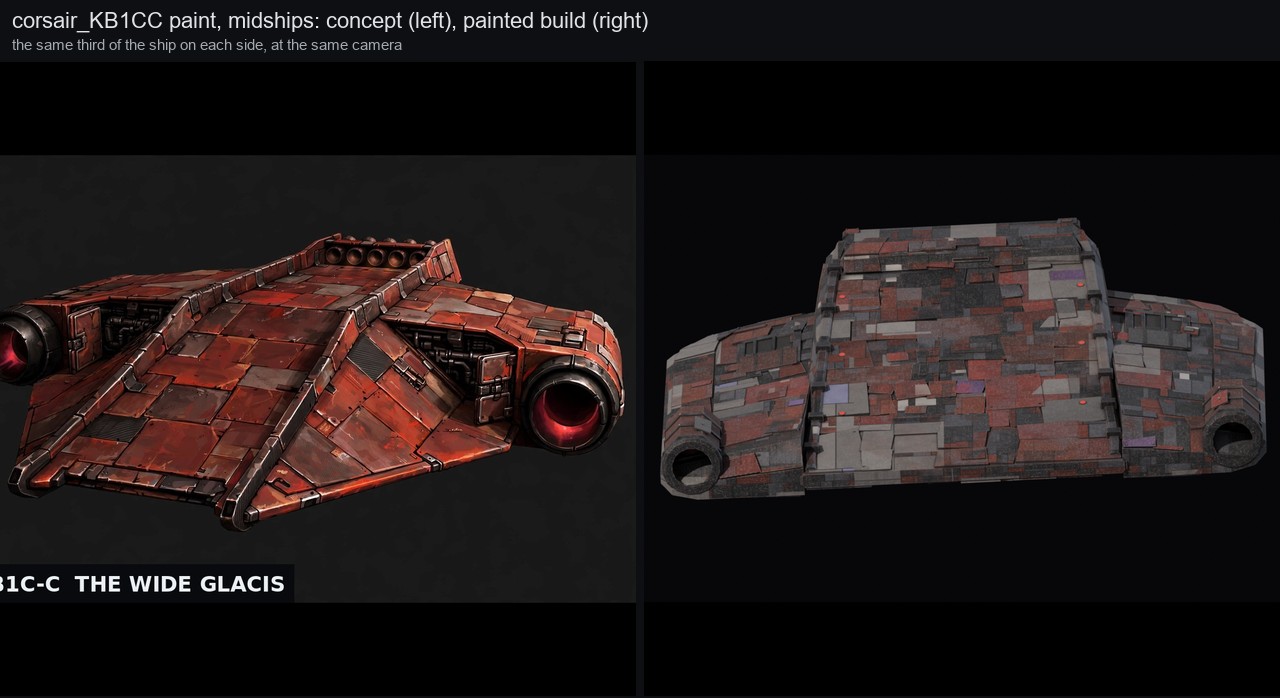 corsair_KB1CC paint, midships: concept (left), painted build (right)
the same third of the ship on each side, at the same camera
B1C-C THE WIDE GLACIS